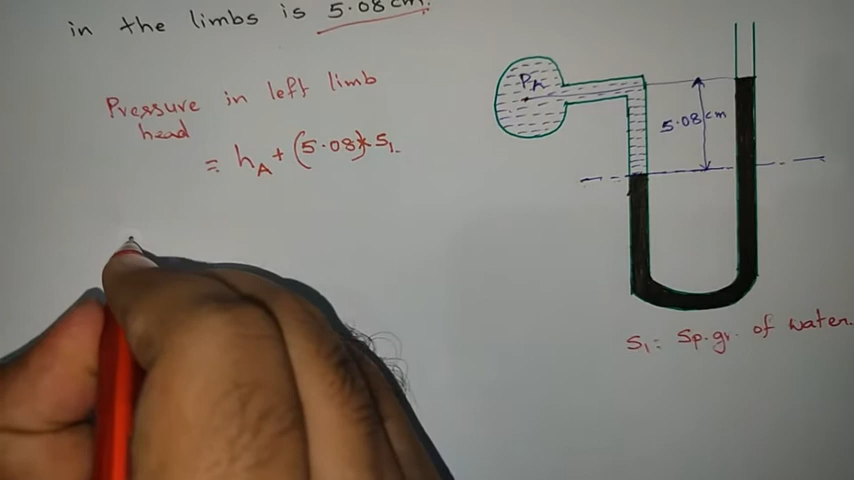 in the limbs is 5.08 cm.
Pressure in left limb
head
= hA + (5.08)* S1
PA
5.08 cm
S1 = Sp.gr. of water.